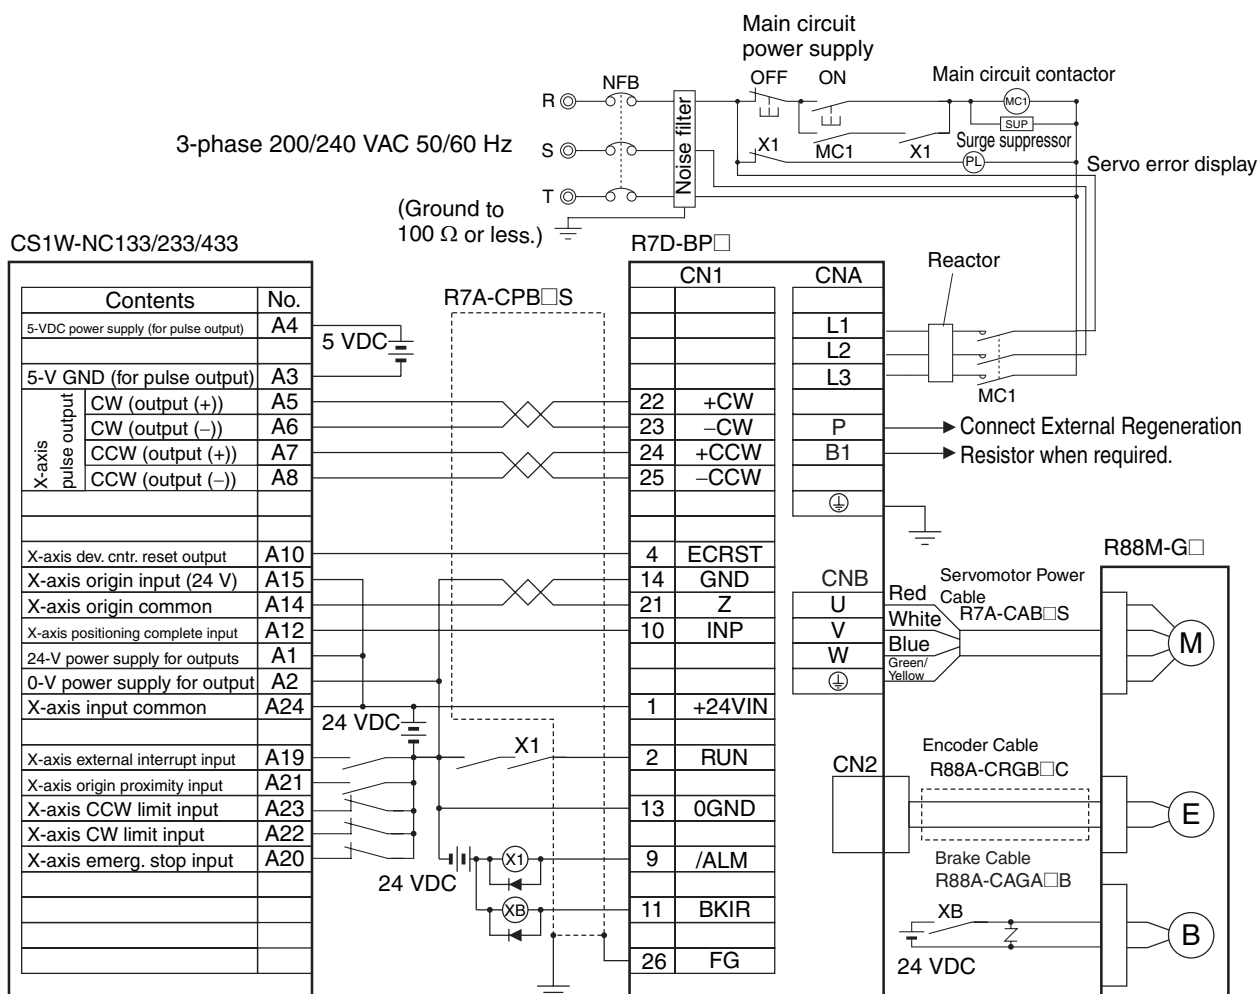 Main circuit
power supply
OFF ON
Main circuit contactor
NFB
R
MC1
SUP
Surge suppressor
Noise filter
3-phase 200/240 VAC 50/60 Hz
S
X1 MC1 X1
PL
Servo error display
T
(Ground to
100 Ω or less.)
CS1W-NC133/233/433
R7D-BP□
Reactor
R7A-CPB□S
CN1 CNA
Contents No.
5-VDC power supply (for pulse output) A4
5 VDC
L1
L2
5-V GND (for pulse output) A3
L3
MC1
X-axis
pulse output
CW (output (+)) A5 22 +CW
CW (output (−)) A6 23 −CW P
Connect External Regeneration
CCW (output (+)) A7 24 +CCW B1
Resistor when required.
CCW (output (−)) A8 25 −CCW
R88M-G□
X-axis dev. cntr. reset output A10 4 ECRST
X-axis origin input (24 V) A15 14 GND CNB
Servomotor Power
Cable
R7A-CAB□S
X-axis origin common A14 21 Z U Red
X-axis positioning complete input A12 10 INP V White
24-V power supply for outputs A1 W Blue
Green/
Yellow
M
0-V power supply for output A2
X-axis input common A24 1 +24VIN
24 VDC
X1
X-axis external interrupt input A19 2 RUN CN2
Encoder Cable
R88A-CRGB□C
X-axis origin proximity input A21
X-axis CCW limit input A23 13 0GND
E
X-axis CW limit input A22
X-axis emerg. stop input A20 X1 9 /ALM
24 VDC
Brake Cable
R88A-CAGA□B
XB 11 BKIR
XB
B
24 VDC
26 FG